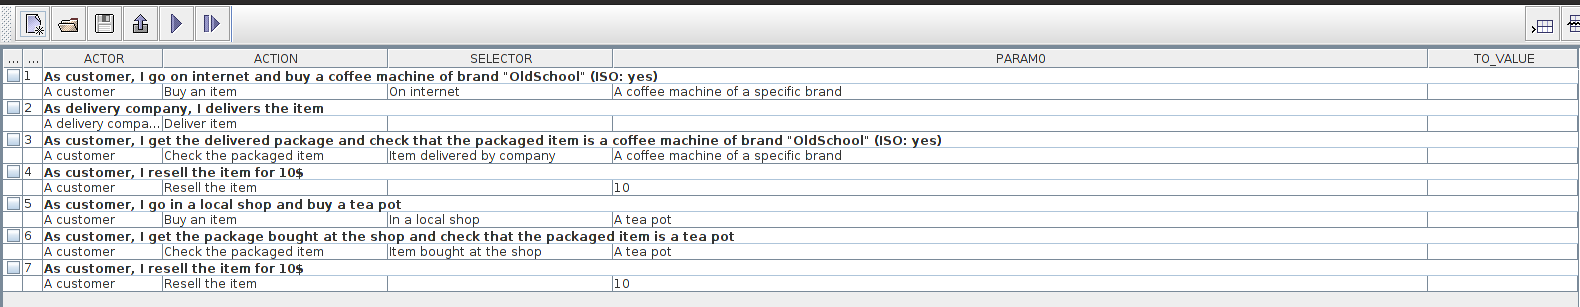 ... ... ACTOR ACTION SELECTOR PARAM0 TO_VALUE
1 As customer, I go on internet and buy a coffee machine of brand "OldSchool" (ISO: yes)
A customer Buy an item On internet A coffee machine of a specific brand
2 As delivery company, I delivers the item
A delivery compa... Deliver item
3 As customer, I get the delivered package and check that the packaged item is a coffee machine of brand "OldSchool" (ISO: yes)
A customer Check the packaged item Item delivered by company A coffee machine of a specific brand
4 As customer, I resell the item for 10$
A customer Resell the item 10
5 As customer, I go in a local shop and buy a tea pot
A customer Buy an item In a local shop A tea pot
6 As customer, I get the package bought at the shop and check that the packaged item is a tea pot
A customer Check the packaged item Item bought at the shop A tea pot
7 As customer, I resell the item for 10$
A customer Resell the item 10